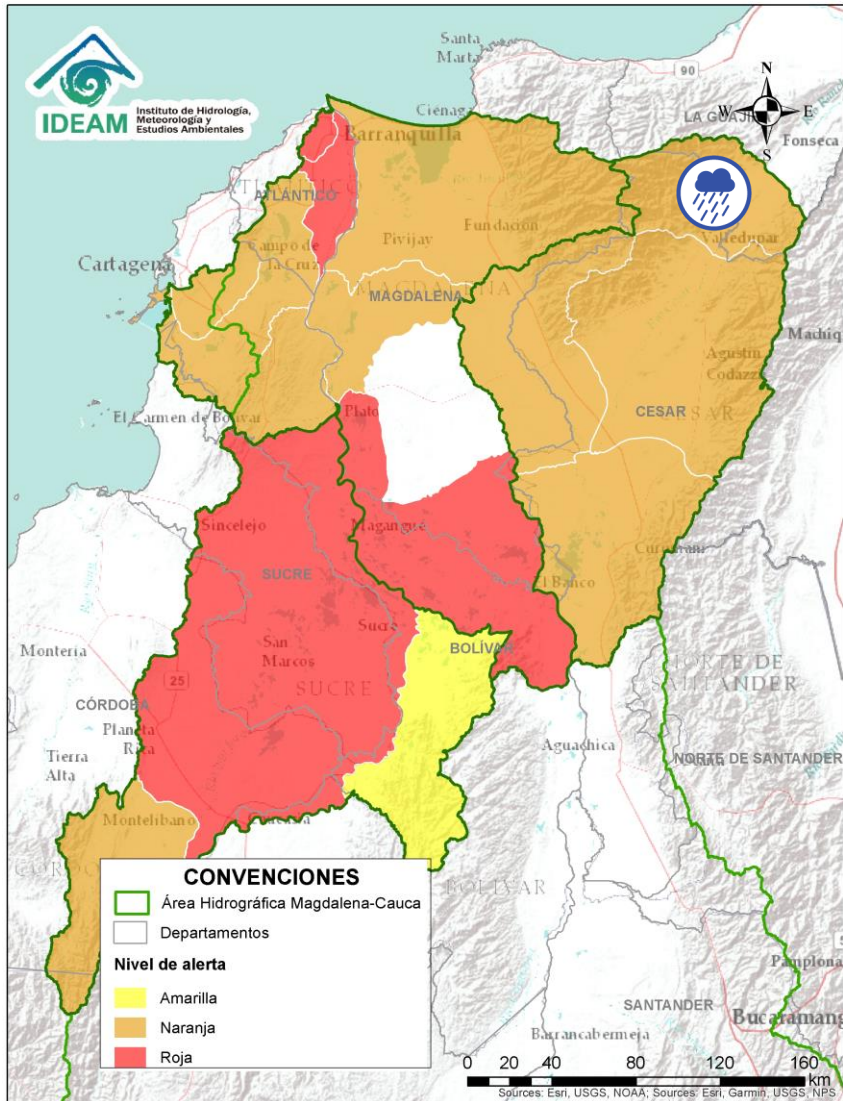 IDEAM
Instituto de Hidrología,
Meteorología y
Estudios Ambientales
Santa
Marta
90
N
W
E
S
LA GUAJI
Ciénaga
Fonseca
Barranquilla
ATLÁNTICO
Fundación
Valledupar
Campo de
la Cruz
Pivijay
Cartagena
MAGDALENA
Machiq
Agustín
Codazzi
El Carmen de Bolívar
Plato
CESAR
Sincelejo
Magangué
SUCRE
El Banco
Sucre
Montería
San
Marcos
BOLÍVAR
NORTE DE
SANTANDER
25
SUCRE
CÓRDOBA
Planeta
Rica
Aguachica
Tierra
Alta
NORTE DE SANTANDER
Montelíbano
BOLÍVAR
CONVENCIONES
Área Hidrográfica Magdalena-Cauca
Departamentos
Nivel de alerta
Amarilla
Naranja
Roja
Pamplona
SANTANDER
Bucaramang
Barrancabermeja
0 20 40 80 120 160
km
Sources: Esri, USGS, NOAA; Sources: Esri, Garmin, USGS, NPS